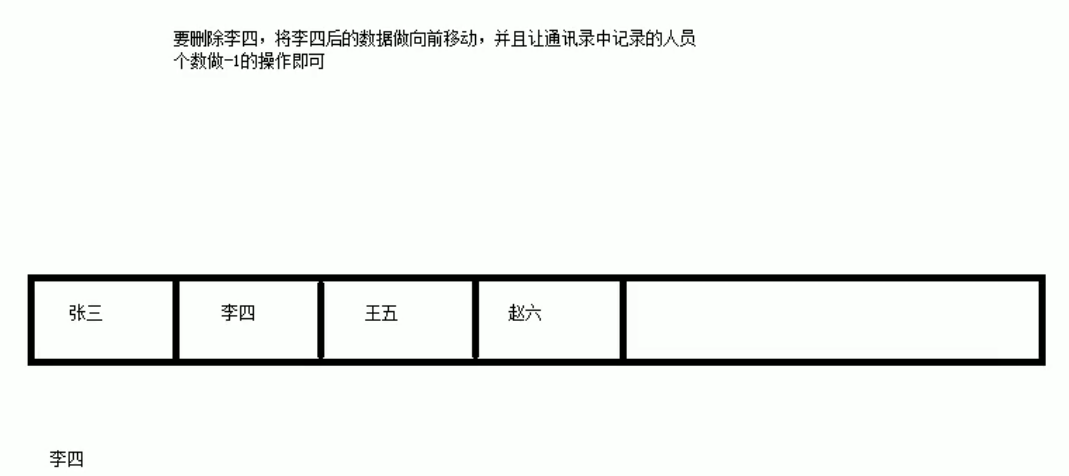 要删除李四，将李四后的数据做向前移动，并且让通讯录中记录的人员
个数做-1的操作即可
张三 李四 王五 赵六
李四